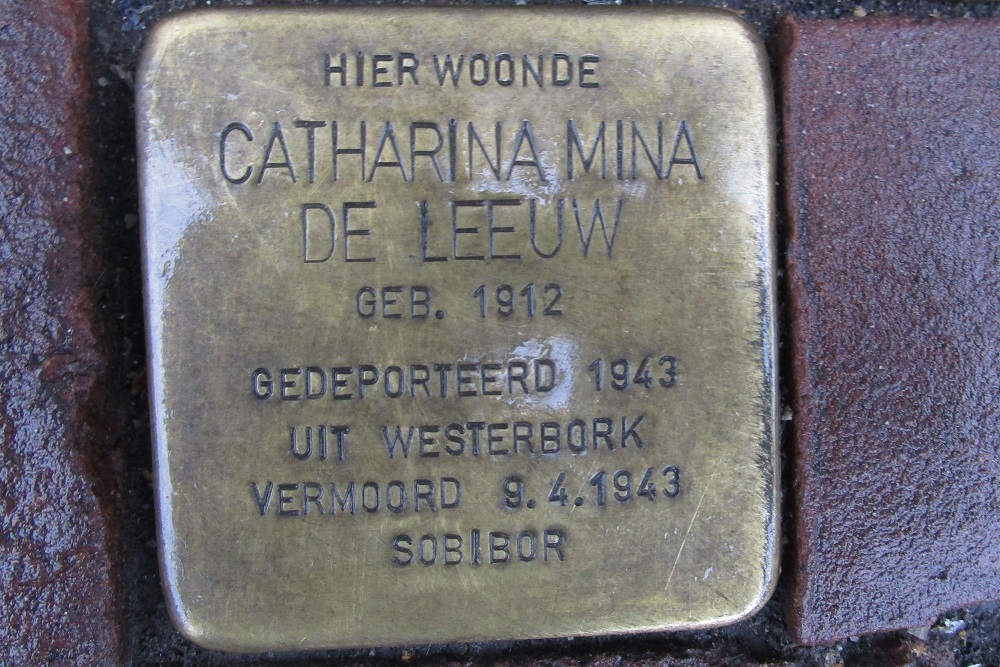 HIER WOONDE
CATHARINA MINA
DE LEEUW
GEB. 1912
GEDEPORTEERD 1943
UIT WESTERBORK
VERMOORD 9.4.1943
SOBIBOR